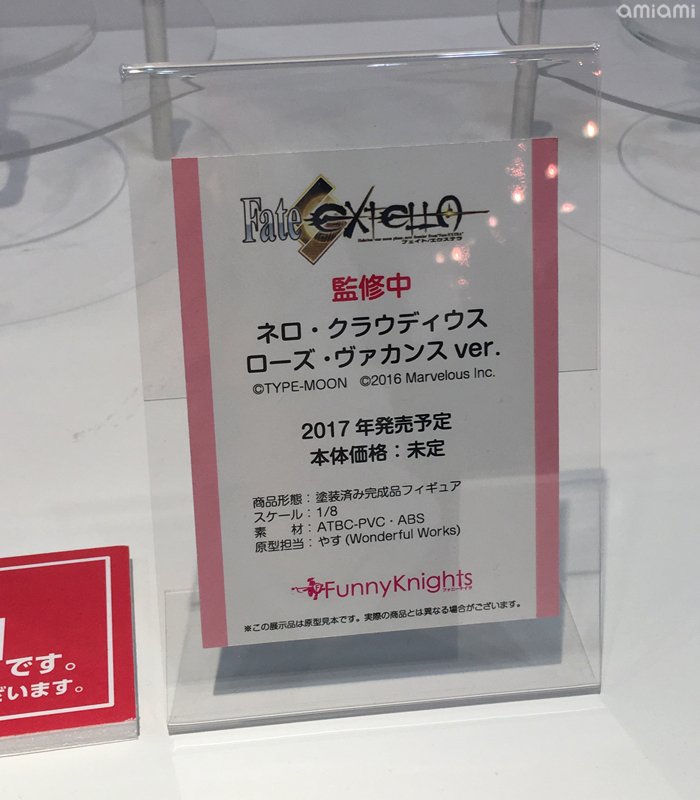 amiami
Fate/EXTELLA
フェイト/エクステラ
監修中
ネロ・クラウディウス
ローズ・ヴァカンス ver.
©TYPE-MOON ©2016 Marvelous Inc.
2017年発売予定
本体価格：未定
商品形態：塗装済み完成品フィギュア
スケール：1/8
素　　材：ATBC-PVC・ABS
原型担当：やす (Wonderful Works)
FunnyKnights
ファニーナイツ
※この展示品は原型見本です。実際の商品とは異なる場合がございます。
です。
ざいます。